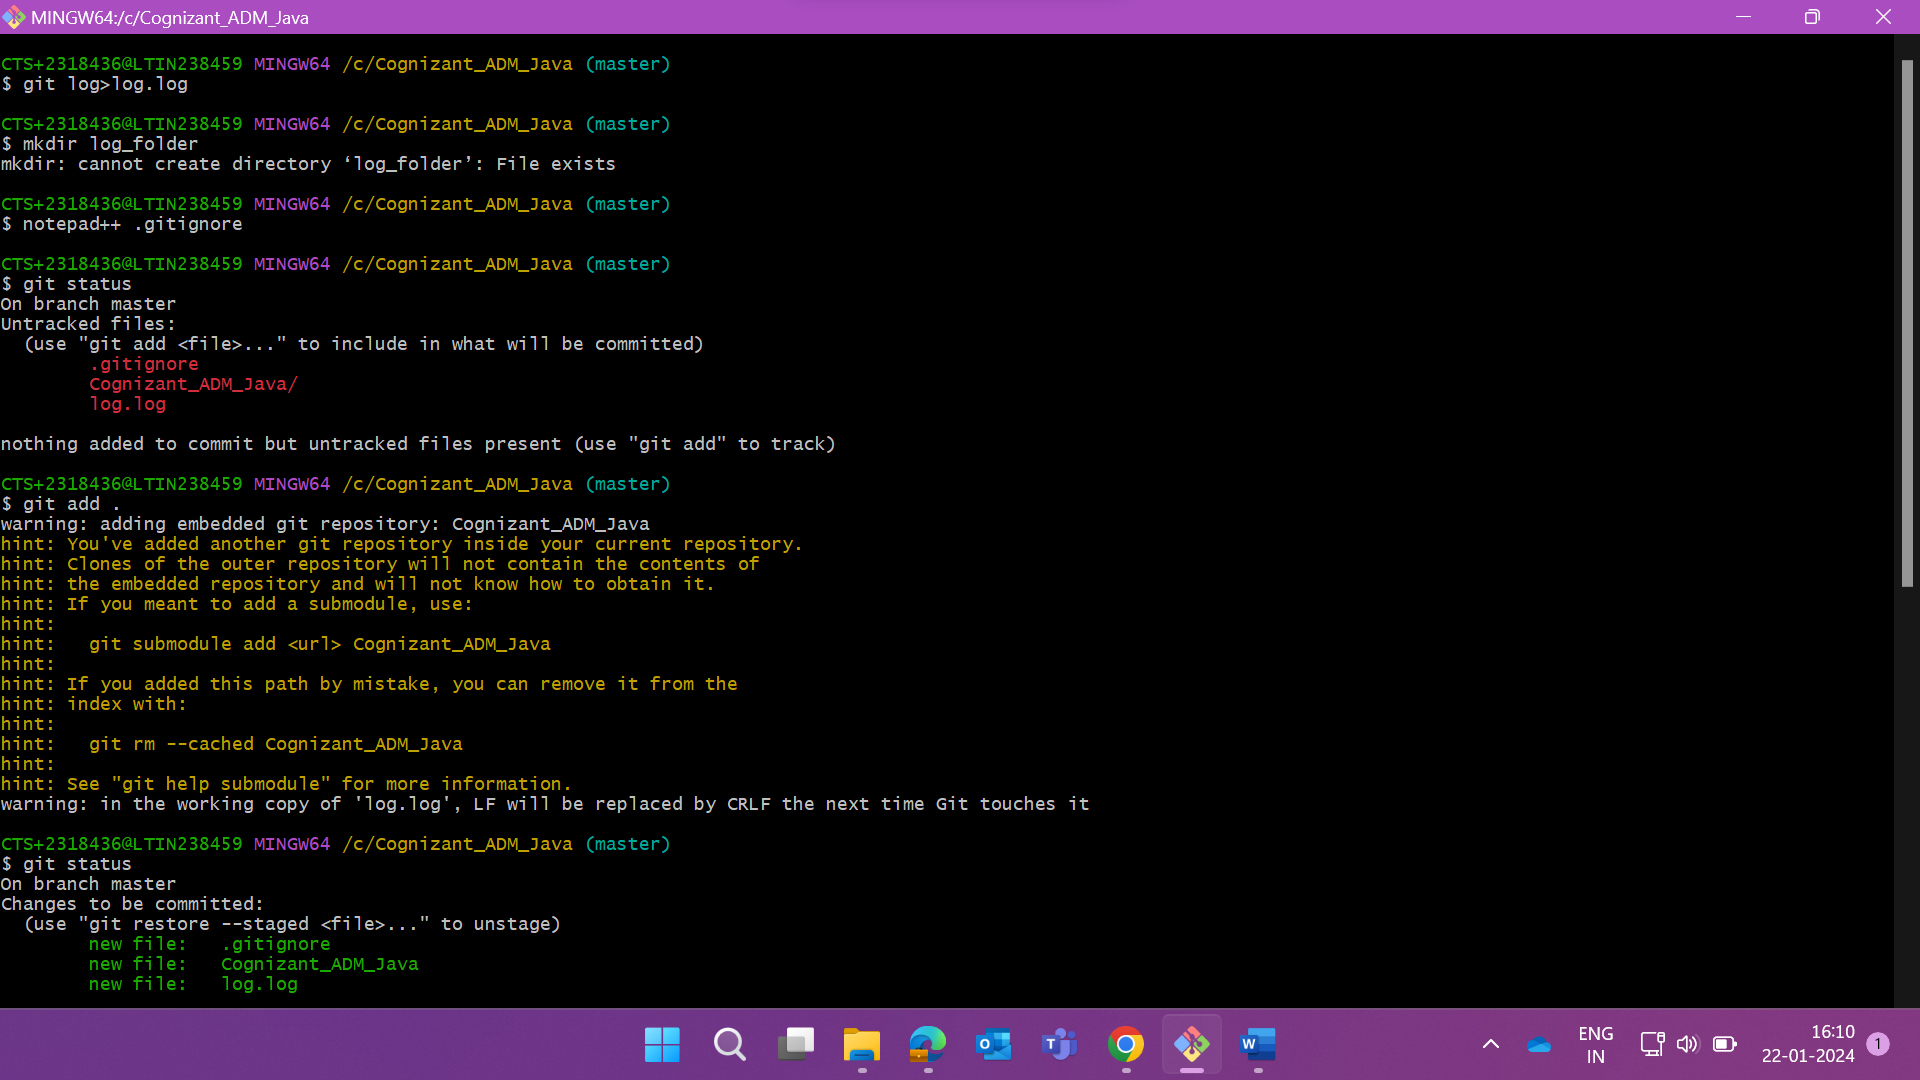 MINGW64:/c/Cognizant_ADM_Java
CTS+2318436@LTIN238459 MINGW64 /c/Cognizant_ADM_Java (master)
$ git log>log.log
CTS+2318436@LTIN238459 MINGW64 /c/Cognizant_ADM_Java (master)
$ mkdir log_folder
mkdir: cannot create directory ‘log_folder’: File exists
CTS+2318436@LTIN238459 MINGW64 /c/Cognizant_ADM_Java (master)
$ notepad++ .gitignore
CTS+2318436@LTIN238459 MINGW64 /c/Cognizant_ADM_Java (master)
$ git status
On branch master
Untracked files:
  (use "git add <file>..." to include in what will be committed)
        .gitignore
        Cognizant_ADM_Java/
        log.log
nothing added to commit but untracked files present (use "git add" to track)
CTS+2318436@LTIN238459 MINGW64 /c/Cognizant_ADM_Java (master)
$ git add .
warning: adding embedded git repository: Cognizant_ADM_Java
hint: You've added another git repository inside your current repository.
hint: Clones of the outer repository will not contain the contents of
hint: the embedded repository and will not know how to obtain it.
hint: If you meant to add a submodule, use:
hint:
hint:   git submodule add <url> Cognizant_ADM_Java
hint:
hint: If you added this path by mistake, you can remove it from the
hint: index with:
hint:
hint:   git rm --cached Cognizant_ADM_Java
hint:
hint: See "git help submodule" for more information.
warning: in the working copy of 'log.log', LF will be replaced by CRLF the next time Git touches it
CTS+2318436@LTIN238459 MINGW64 /c/Cognizant_ADM_Java (master)
$ git status
On branch master
Changes to be committed:
  (use "git restore --staged <file>..." to unstage)
        new file:   .gitignore
        new file:   Cognizant_ADM_Java
        new file:   log.log
ENG
IN
16:10
22-01-2024
1